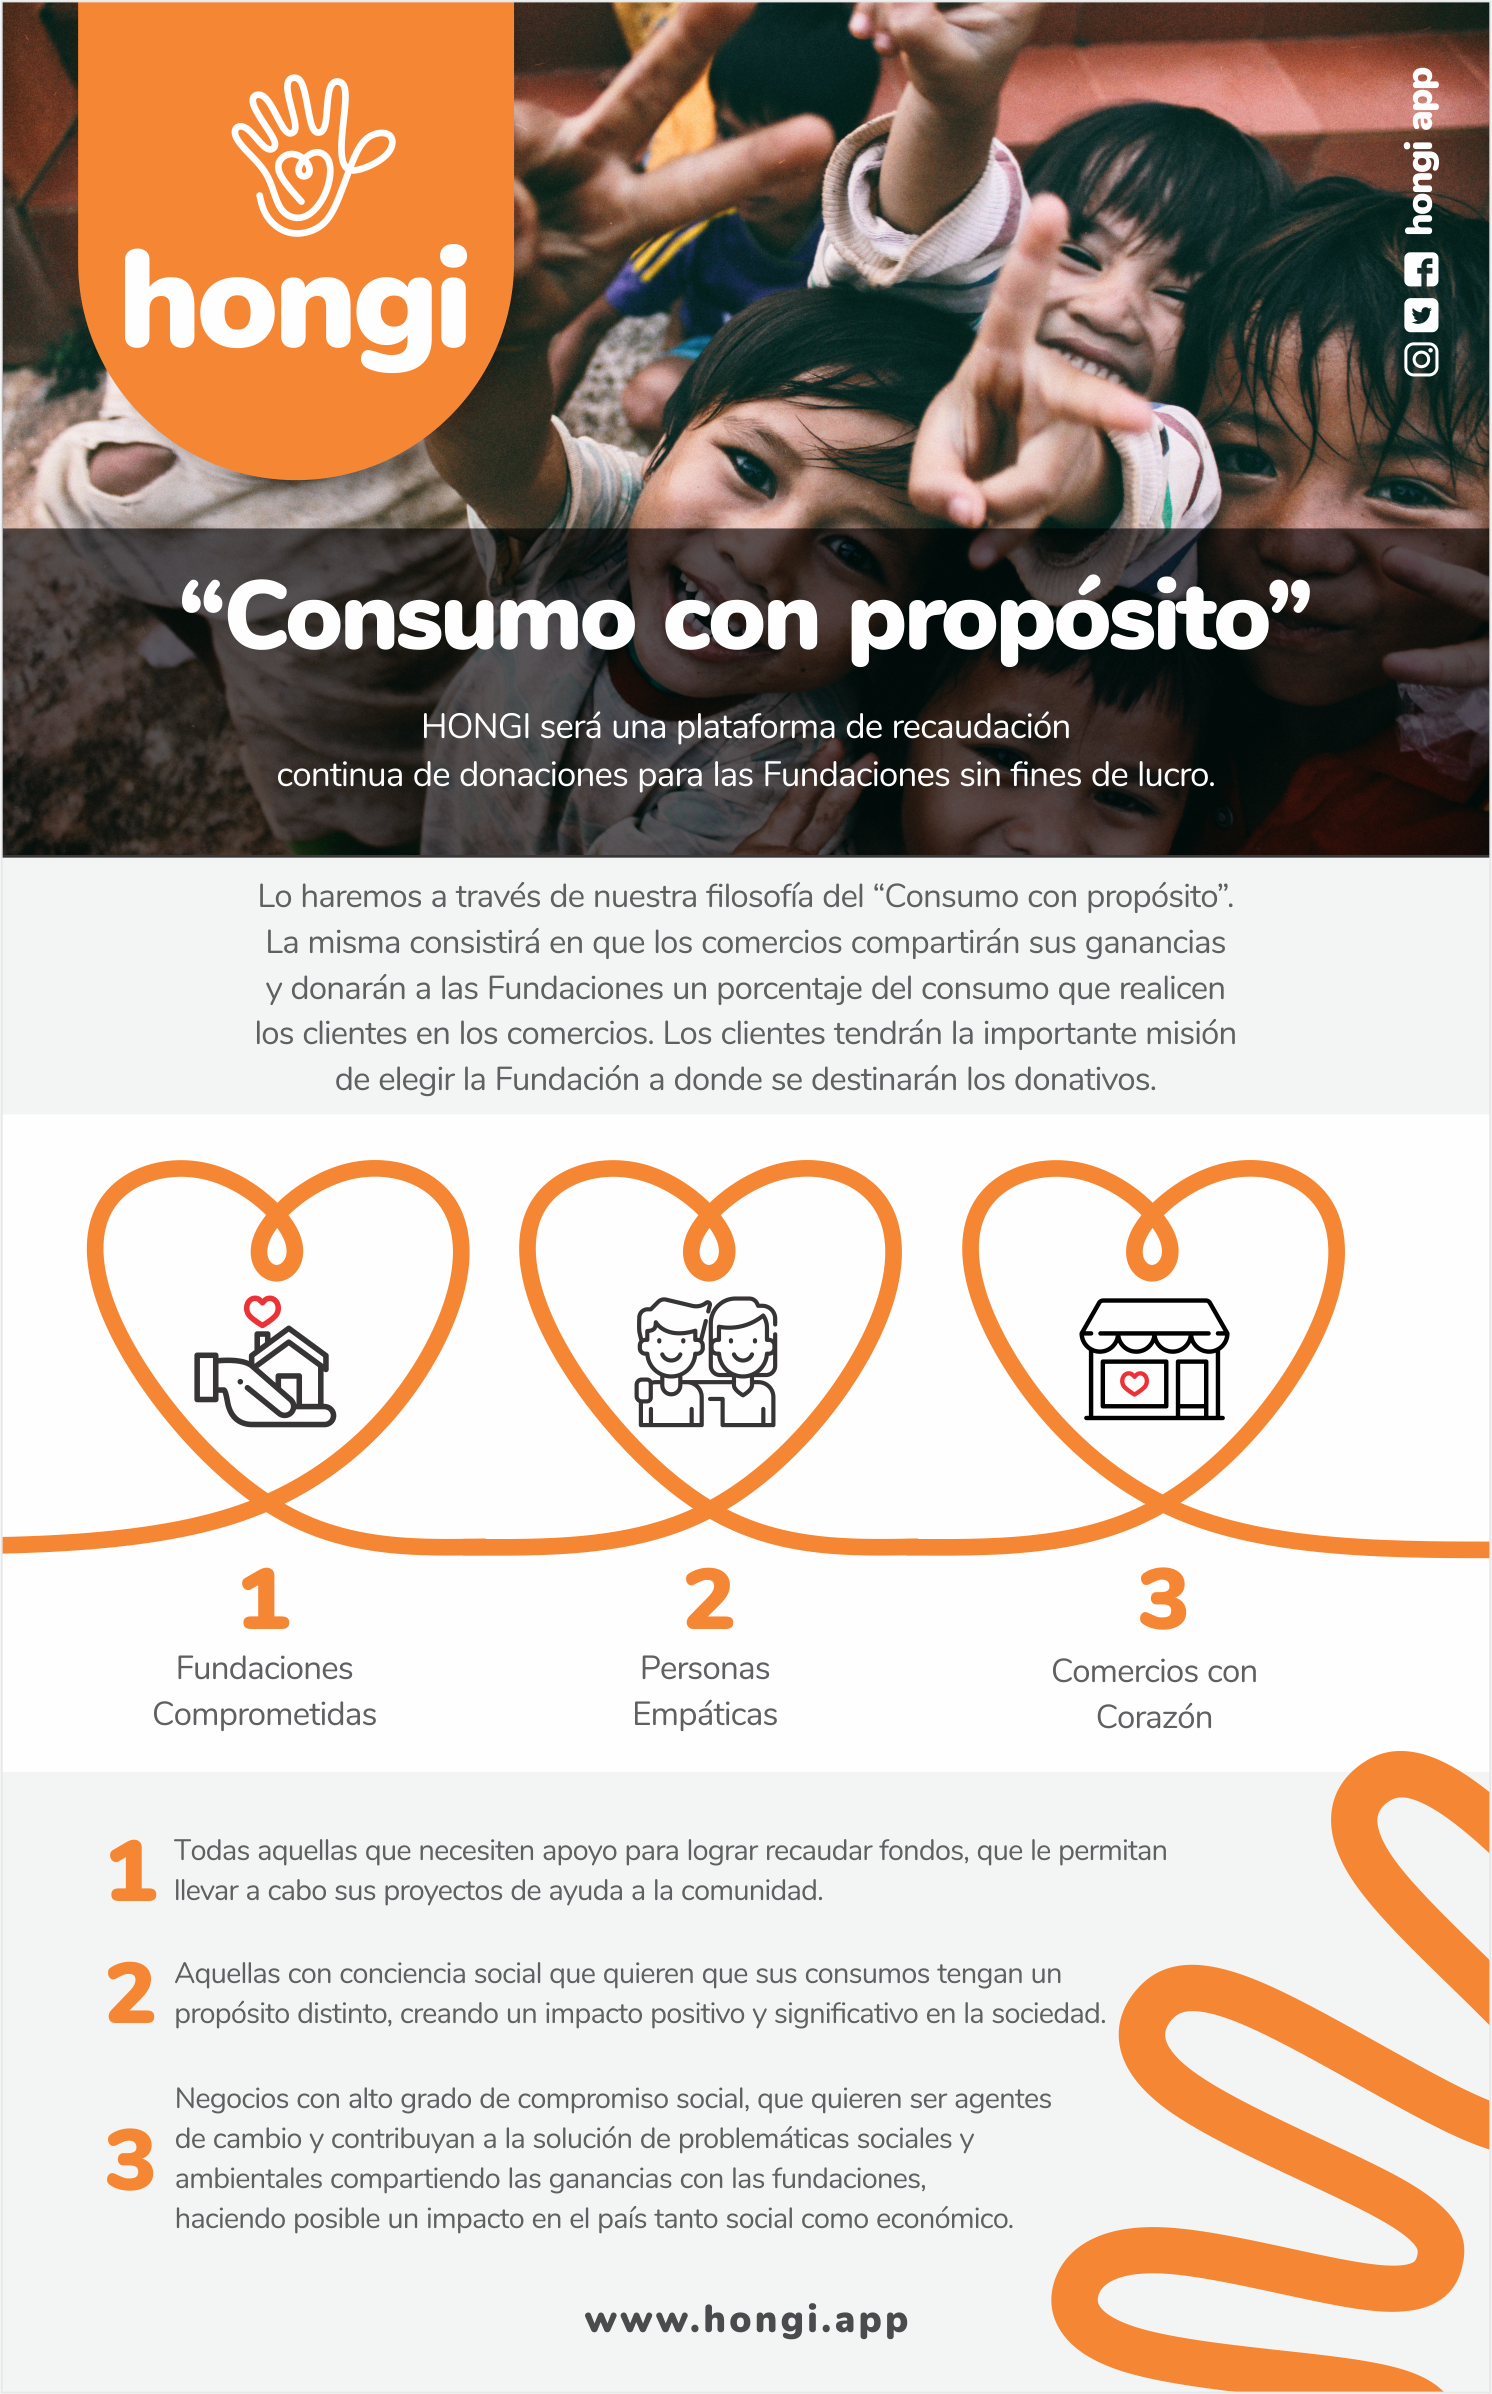 hongi
hongi app
“Consumo con propósito”
HONGI será una plataforma de recaudación
continua de donaciones para las Fundaciones sin fines de lucro.
Lo haremos a través de nuestra filosofía del “Consumo con propósito”.
La misma consistirá en que los comercios compartirán sus ganancias
y donarán a las Fundaciones un porcentaje del consumo que realicen
los clientes en los comercios. Los clientes tendrán la importante misión
de elegir la Fundación a donde se destinarán los donativos.
1
Fundaciones
Comprometidas
2
Personas
Empáticas
3
Comercios con
Corazón
1
Todas aquellas que necesiten apoyo para lograr recaudar fondos, que le permitan
llevar a cabo sus proyectos de ayuda a la comunidad.
2
Aquellas con conciencia social que quieren que sus consumos tengan un
propósito distinto, creando un impacto positivo y significativo en la sociedad.
3
Negocios con alto grado de compromiso social, que quieren ser agentes
de cambio y contribuyan a la solución de problemáticas sociales y
ambientales compartiendo las ganancias con las fundaciones,
haciendo posible un impacto en el país tanto social como económico.
www.hongi.app